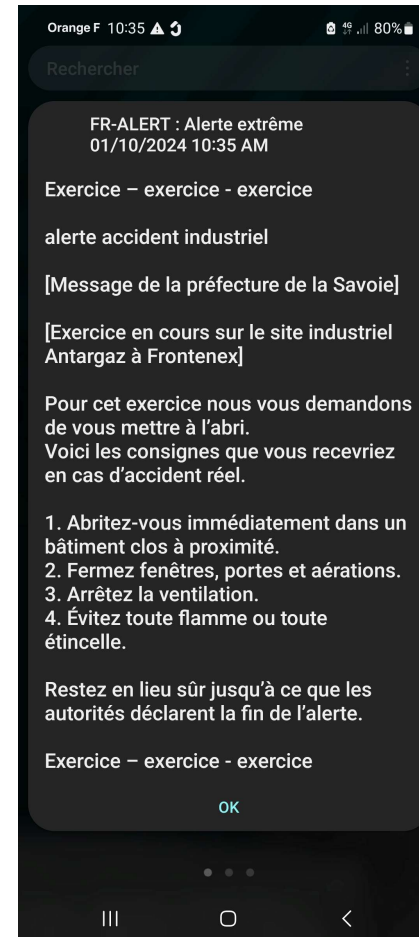 Orange F 10:35
4G
80%
Rechercher
FR-ALERT : Alerte extrême
01/10/2024 10:35 AM
Exercice – exercice - exercice
alerte accident industriel
[Message de la préfecture de la Savoie]
[Exercice en cours sur le site industriel
Antargaz à Frontenex]
Pour cet exercice nous vous demandons
de vous mettre à l’abri.
Voici les consignes que vous recevriez
en cas d’accident réel.
1. Abritez-vous immédiatement dans un
bâtiment clos à proximité.
2. Fermez fenêtres, portes et aérations.
3. Arrêtez la ventilation.
4. Évitez toute flamme ou toute
étincelle.
Restez en lieu sûr jusqu’à ce que les
autorités déclarent la fin de l’alerte.
Exercice – exercice - exercice
OK